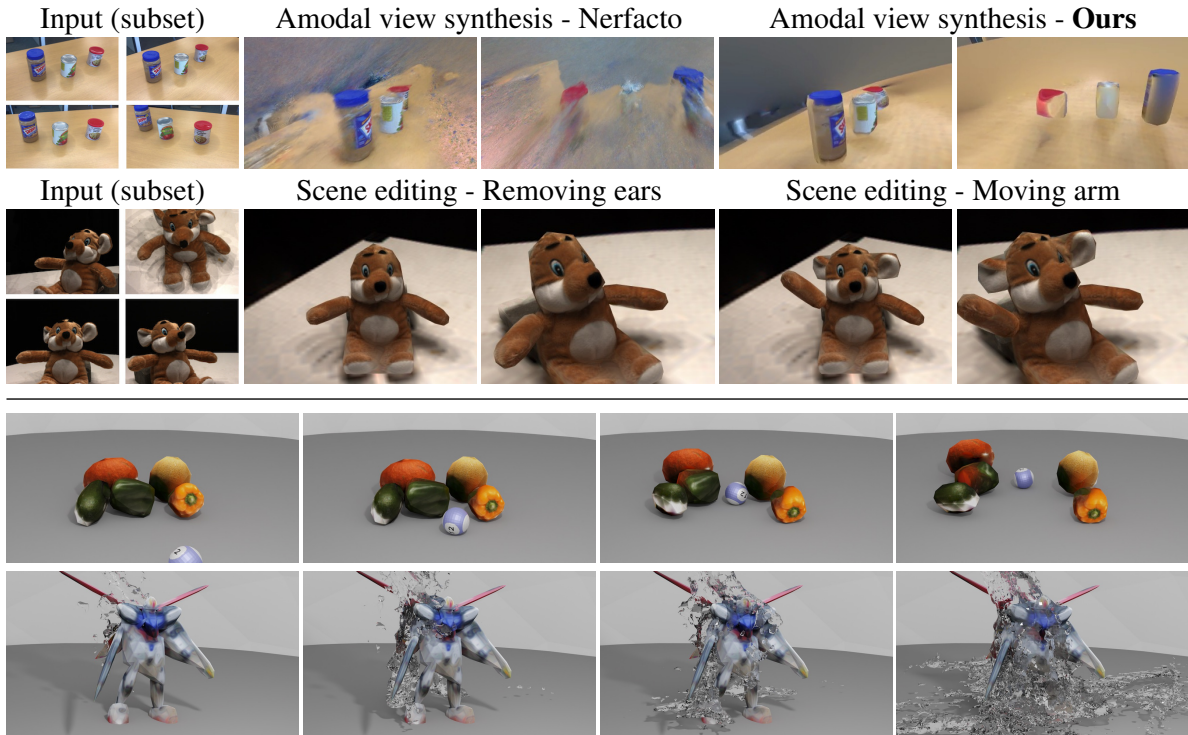 Input (subset)
Amodal view synthesis - Nerfacto
Amodal view synthesis - Ours
Input (subset)
Scene editing - Removing ears
Scene editing - Moving arm